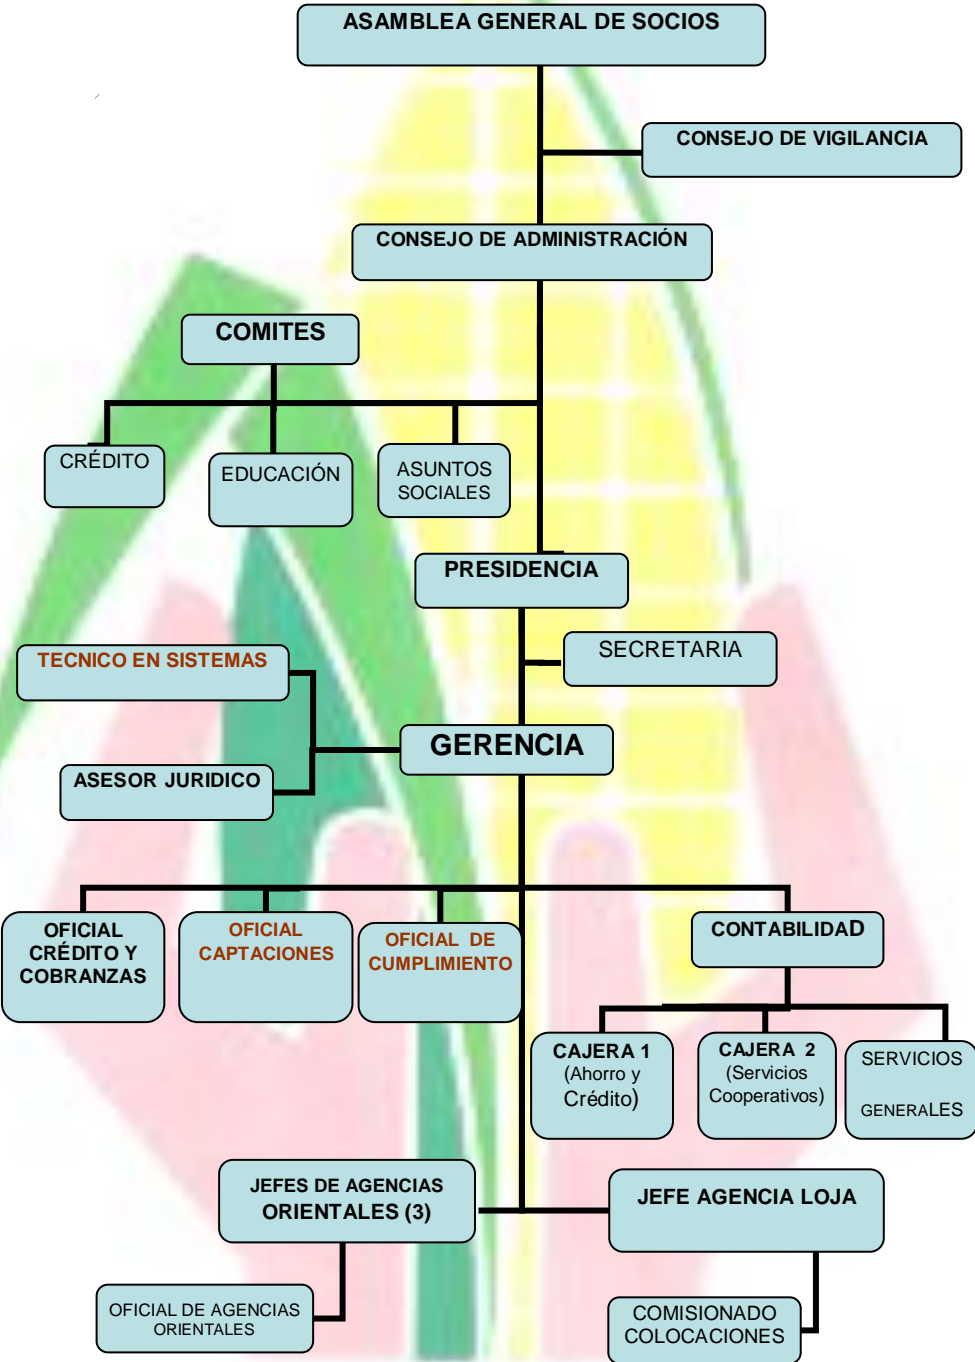 ASAMBLEA GENERAL DE SOCIOS
CONSEJO DE VIGILANCIA
CONSEJO DE ADMINISTRACIÓN
COMITES
CRÉDITO
EDUCACIÓN
ASUNTOS
SOCIALES
PRESIDENCIA
SECRETARIA
TECNICO EN SISTEMAS
GERENCIA
ASESOR JURIDICO
OFICIAL
CRÉDITO Y
COBRANZAS
OFICIAL
CAPTACIONES
OFICIAL DE
CUMPLIMIENTO
CONTABILIDAD
CAJERA 1
(Ahorro y
Crédito)
CAJERA 2
(Servicios
Cooperativos)
SERVICIOS
GENERALES
JEFES DE AGENCIAS
ORIENTALES (3)
JEFE AGENCIA LOJA
OFICIAL DE AGENCIAS
ORIENTALES
COMISIONADO
COLOCACIONES